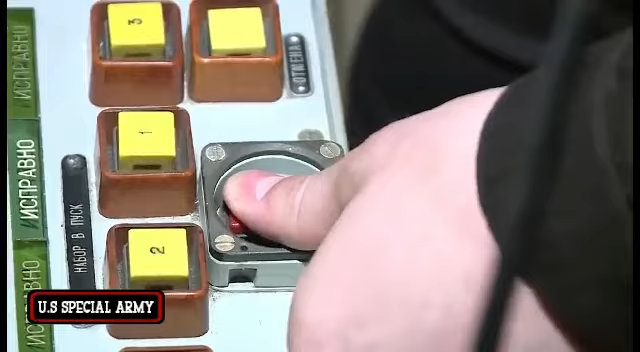 ИСПРАВНО
3
ОТМЕНА
ИСПРАВНО
1
НАБОР В ПУСК
2
ИСПРАВНО
U.S SPECIAL ARMY